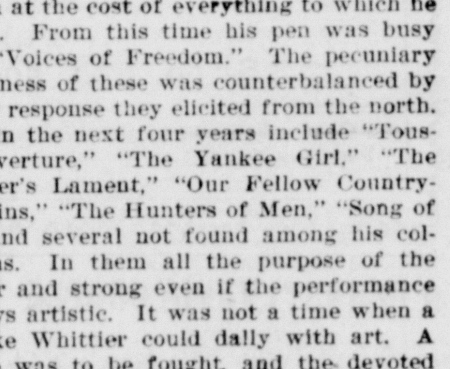 at the cost of everything to which he
. From this time his pen was busy
"Voices of Freedom." The pecuniary
ness of these was counterbalanced by
response they elicited from the north.
n the next four years include "Tous-
verture," "The Yankee Girl," "The
er's Lament," "Our Fellow Country-
ins," "The Hunters of Men," "Song of
nd several not found among his col-
s. In them all the purpose of the
r and strong even if the performance
ys artistic. It was not a time when a
ke Whittier could dally with art. A
was to be fought, and the devoted